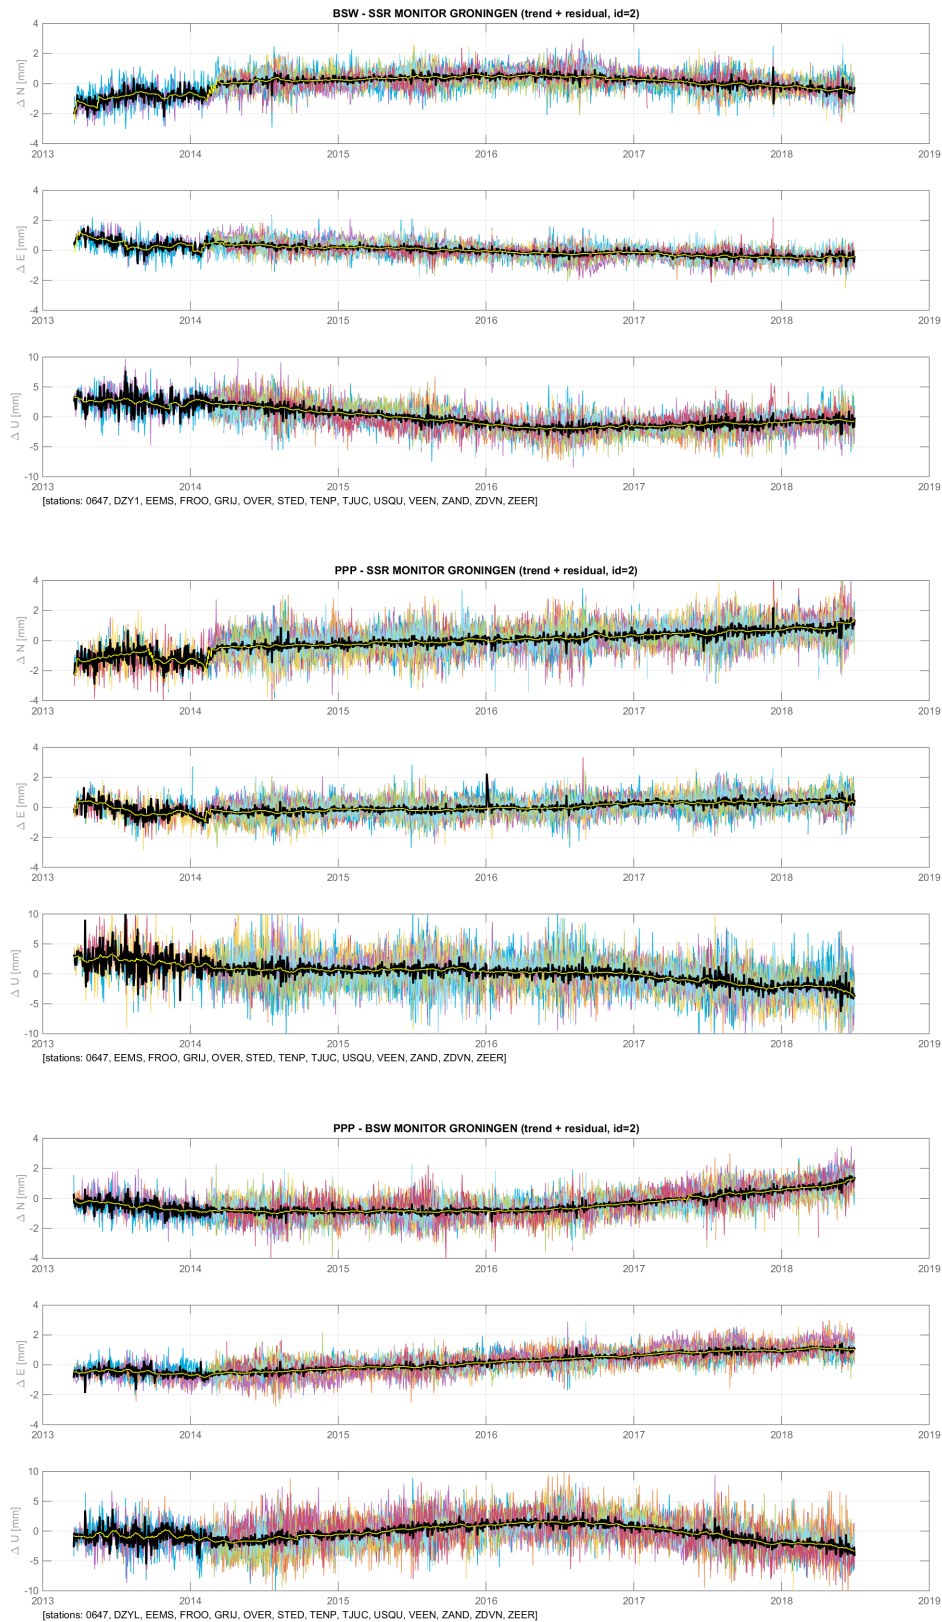 BSW - SSR MONITOR GRONINGEN (trend + residual, id=2)
4
2
0
-2
-4
Δ N [mm]
2013 2014 2015 2016 2017 2018 2019
4
2
0
-2
-4
Δ E [mm]
2013 2014 2015 2016 2017 2018 2019
10
5
0
-5
-10
Δ U [mm]
2013 2014 2015 2016 2017 2018 2019
[stations: 0647, DZY1, EEMS, FROO, GRIJ, OVER, STED, TENP, TJUC, USQU, VEEN, ZAND, ZDVN, ZEER]
PPP - SSR MONITOR GRONINGEN (trend + residual, id=2)
4
2
0
-2
-4
Δ N [mm]
2013 2014 2015 2016 2017 2018 2019
4
2
0
-2
-4
Δ E [mm]
2013 2014 2015 2016 2017 2018 2019
10
5
0
-5
-10
Δ U [mm]
2013 2014 2015 2016 2017 2018 2019
[stations: 0647, EEMS, FROO, GRIJ, OVER, STED, TENP, TJUC, USQU, VEEN, ZAND, ZDVN, ZEER]
PPP - BSW MONITOR GRONINGEN (trend + residual, id=2)
4
2
0
-2
-4
Δ N [mm]
2013 2014 2015 2016 2017 2018 2019
4
2
0
-2
-4
Δ E [mm]
2013 2014 2015 2016 2017 2018 2019
10
5
0
-5
-10
Δ U [mm]
2013 2014 2015 2016 2017 2018 2019
[stations: 0647, DZYL, EEMS, FROO, GRIJ, OVER, STED, TENP, TJUC, USQU, VEEN, ZAND, ZDVN, ZEER]